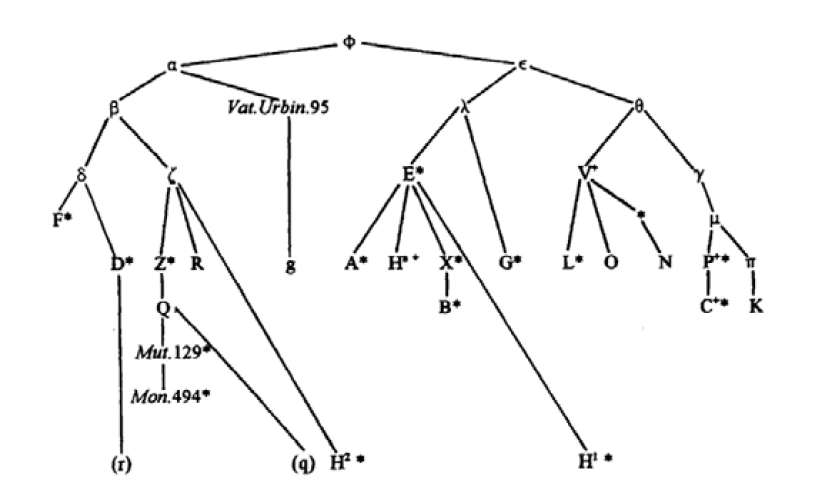 Φ
α ϵ
β Vat.Urbin.95 λ θ
δ ζ E* V⁺ γ
F* * μ
D* Z* R g A* H*⁺ X* G* L* O N P⁺* π
Q B* C⁺* K
Mut.129*
Mon.494*
(r) (q) H² * H¹ *